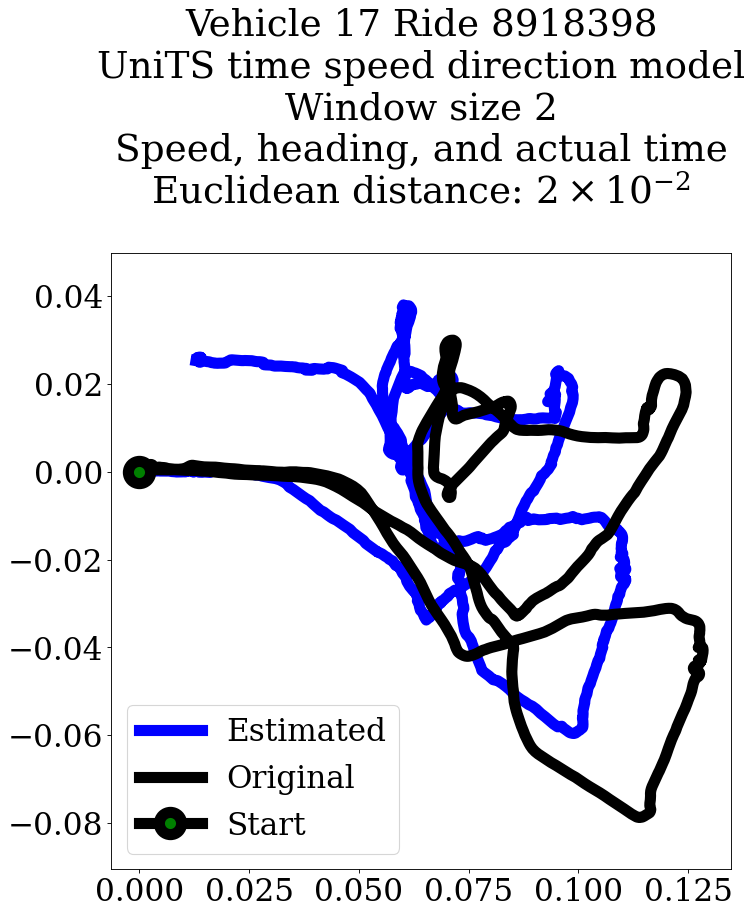 Vehicle 17 Ride 8918398
UniTS time speed direction model
Window size 2
Speed, heading, and actual time
Euclidean distance: $2 \times 10^{-2}$
0.04
0.02
0.00
−0.02
−0.04
−0.06
−0.08
Estimated
Original
Start
0.000 0.025 0.050 0.075 0.100 0.125